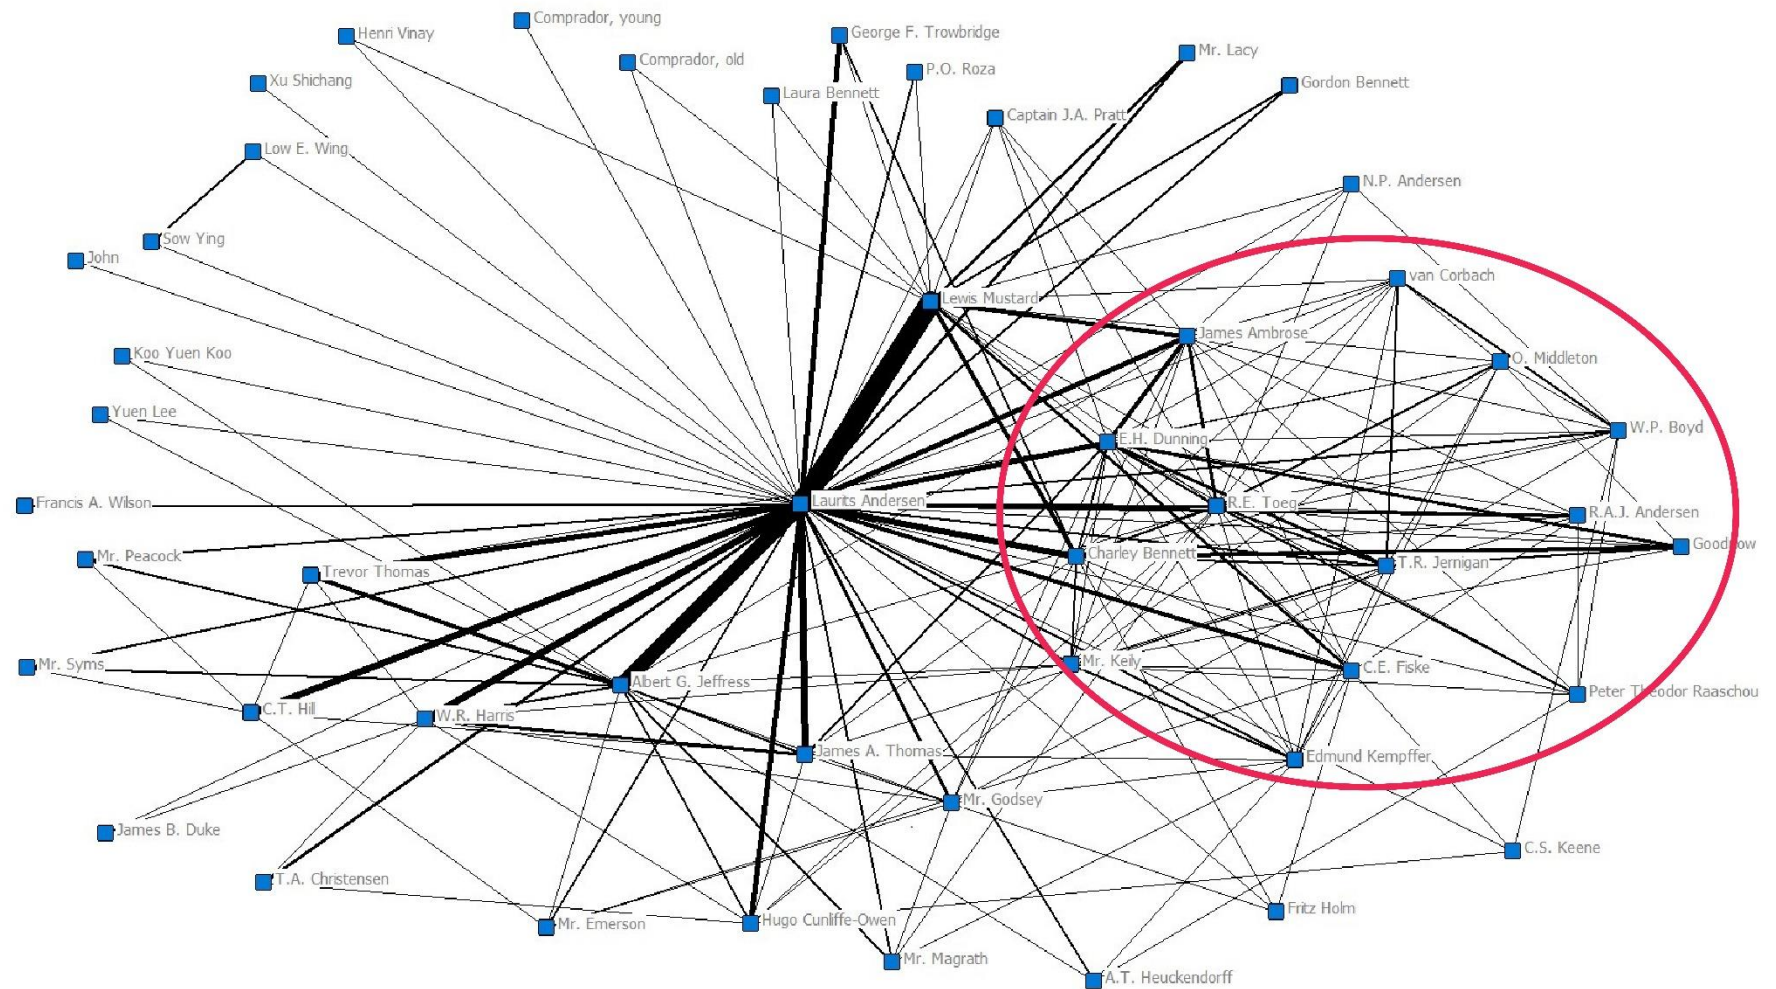 Comprador, young
Henri Vinay
George F. Trowbridge
Mr. Lacy
Comprador, old
P.O. Roza
Xu Shichang
Laura Bennett
Gordon Bennett
Captain J.A. Pratt
Low E. Wing
N.P. Andersen
Sow Ying
John
van Corbach
Lewis Mustard
James Ambrose
Koo Yuen Koo
O. Middleton
Yuen Lee
W.P. Boyd
E.H. Dunning
Francis A. Wilson
Laurits Andersen
R.E. Toeg
R.A.J. Andersen
Goodnow
Mr. Peacock
Charley Bennett
T.R. Jernigan
Trevor Thomas
Mr. Syms
Mr. Keily
C.E. Fiske
Albert G. Jeffress
Peter Theodor Raaschou
C.T. Hill
W.R. Harris
James A. Thomas
Edmund Kempffer
Mr. Godsey
James B. Duke
C.S. Keene
T.A. Christensen
Fritz Holm
Mr. Emerson
Hugo Cunliffe-Owen
Mr. Magrath
A.T. Heuckendorff